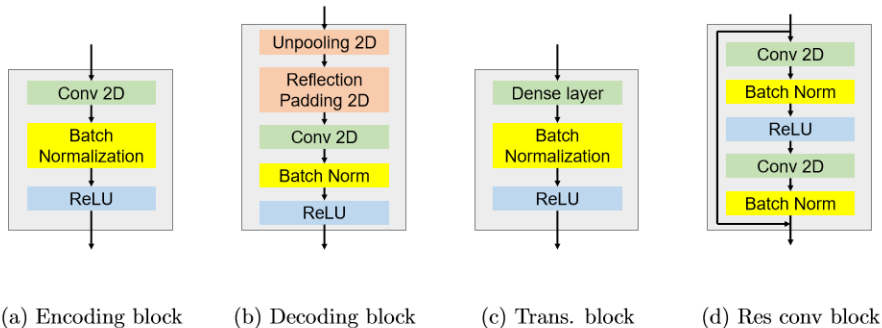 Conv 2D
Batch
Normalization
ReLU
(a) Encoding block
Unpooling 2D
Reflection
Padding 2D
Conv 2D
Batch Norm
ReLU
(b) Decoding block
Dense layer
Batch
Normalization
ReLU
(c) Trans. block
Conv 2D
Batch Norm
ReLU
Conv 2D
Batch Norm
(d) Res conv block